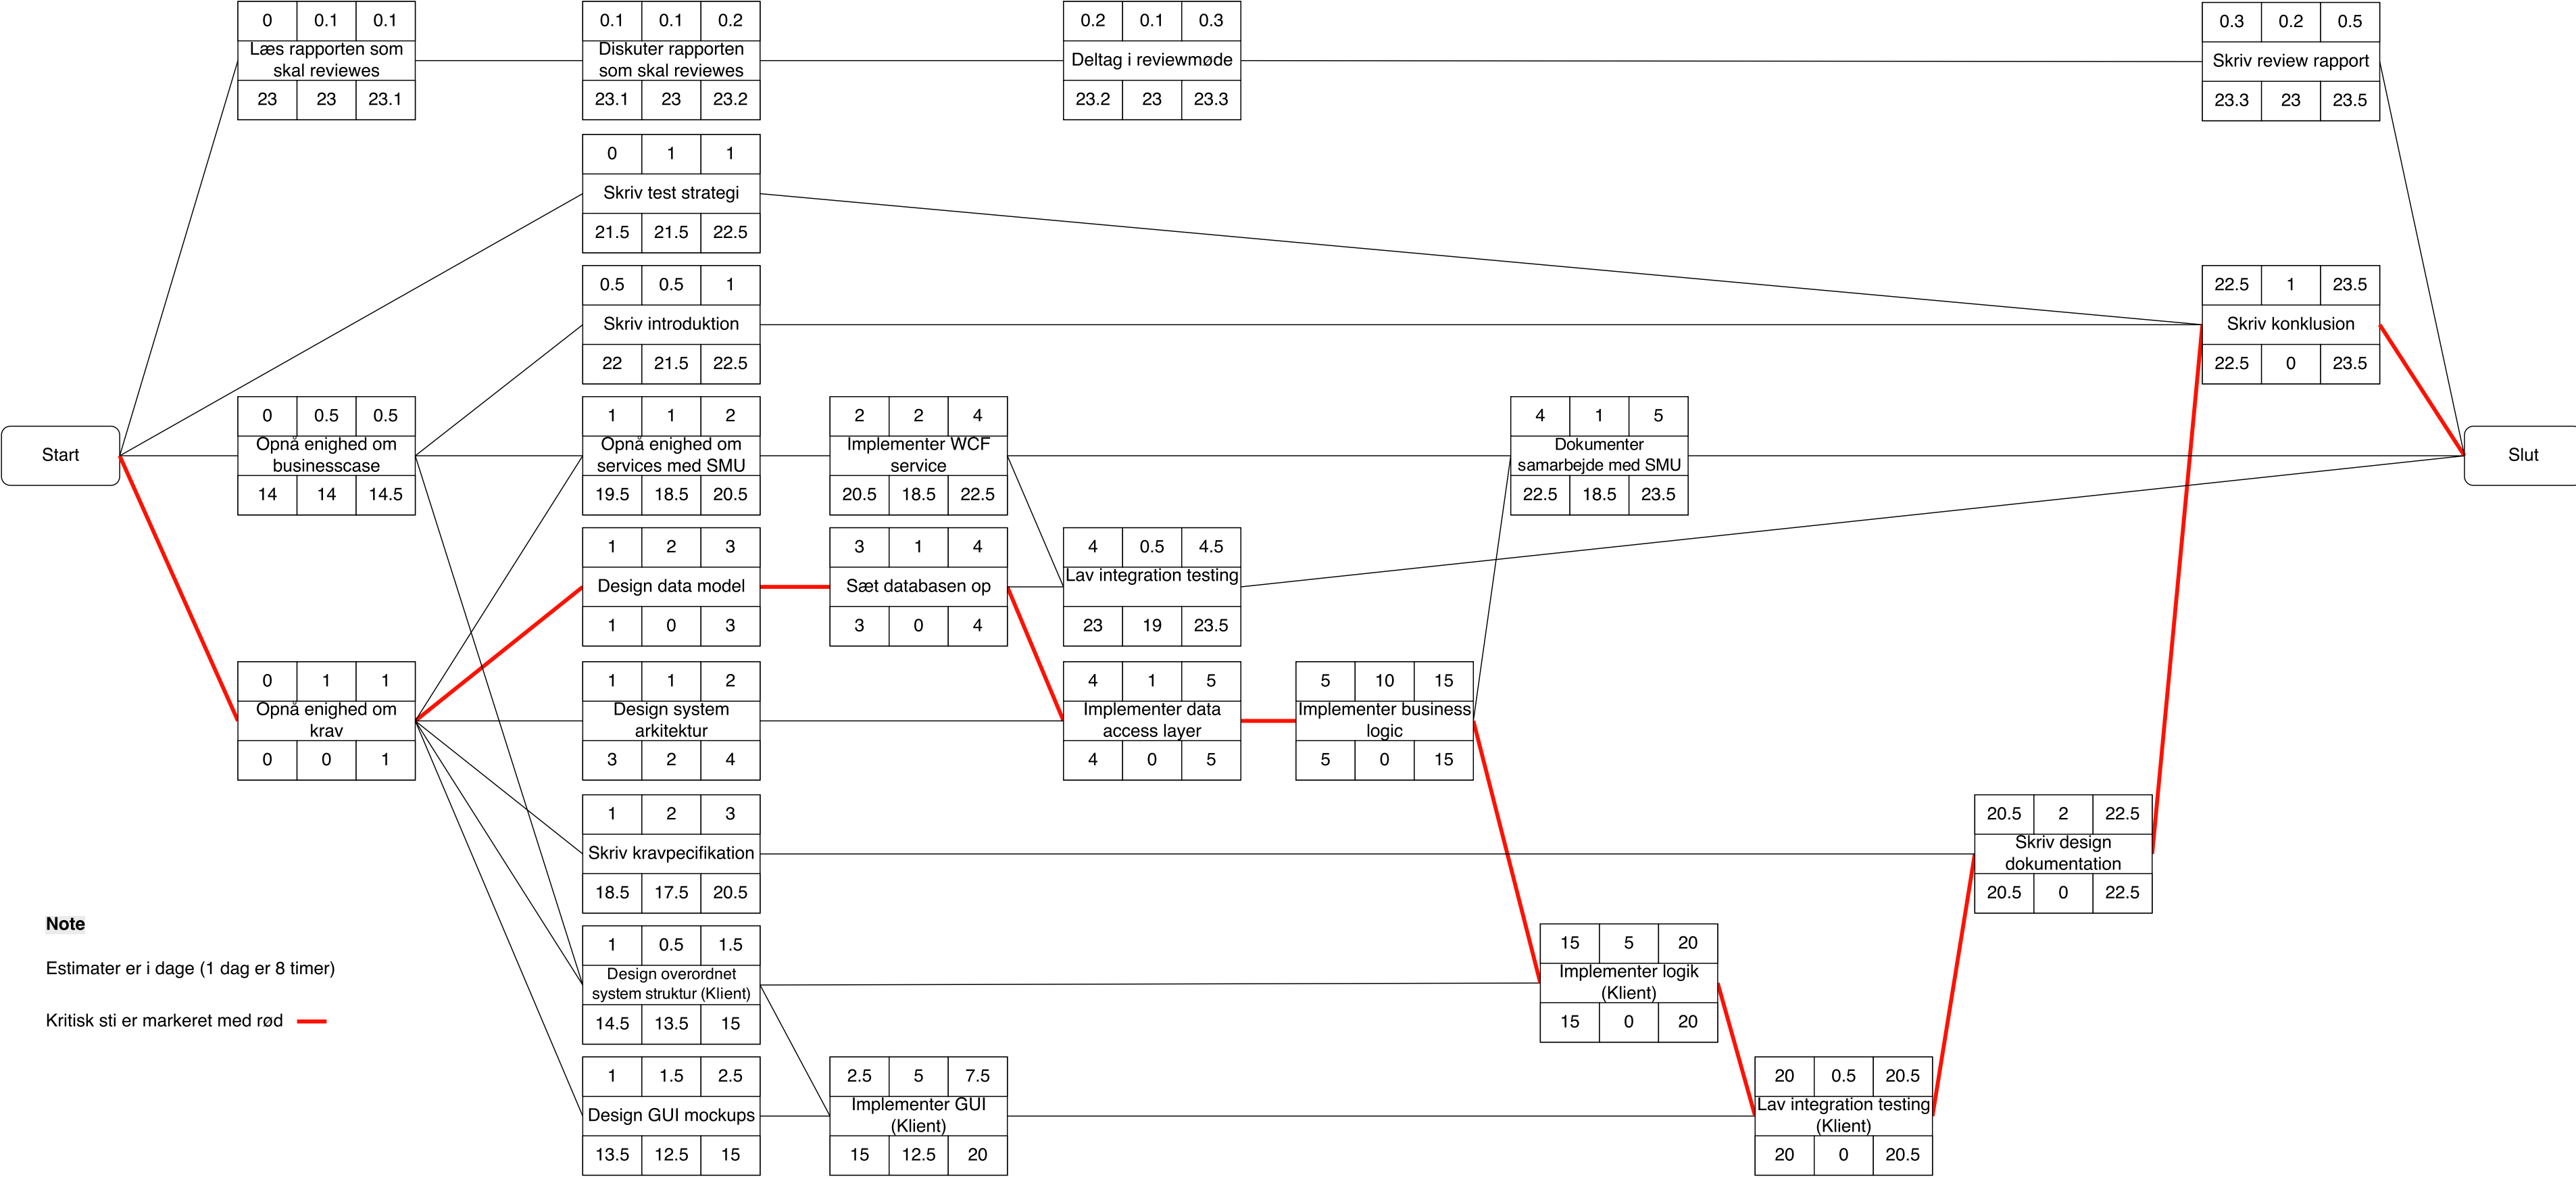 0 0.1 0.1
Læs rapporten som
skal reviewes
23 23 23.1
0.1 0.1 0.2
Diskuter rapporten
som skal reviewes
23.1 23 23.2
0.2 0.1 0.3
Deltag i reviewmøde
23.2 23 23.3
0.3 0.2 0.5
Skriv review rapport
23.3 23 23.5
0 1 1
Skriv test strategi
21.5 21.5 22.5
0.5 0.5 1
Skriv introduktion
22 21.5 22.5
22.5 1 23.5
Skriv konklusion
22.5 0 23.5
Start
0 0.5 0.5
Opnå enighed om
businesscase
14 14 14.5
1 1 2
Opnå enighed om
services med SMU
19.5 18.5 20.5
2 2 4
Implementer WCF
service
20.5 18.5 22.5
4 1 5
Dokumenter
samarbejde med SMU
22.5 18.5 23.5
Slut
1 2 3
Design data model
1 0 3
3 1 4
Sæt databasen op
3 0 4
4 0.5 4.5
Lav integration testing
23 19 23.5
0 1 1
Opnå enighed om
krav
0 0 1
1 1 2
Design system
arkitektur
3 2 4
4 1 5
Implementer data
access layer
4 0 5
5 10 15
Implementer business
logic
5 0 15
1 2 3
Skriv kravpecifikation
18.5 17.5 20.5
20.5 2 22.5
Skriv design
dokumentation
20.5 0 22.5
1 0.5 1.5
Design overordnet
system struktur (Klient)
14.5 13.5 15
15 5 20
Implementer logik
(Klient)
15 0 20
1 1.5 2.5
Design GUI mockups
13.5 12.5 15
2.5 5 7.5
Implementer GUI
(Klient)
15 12.5 20
20 0.5 20.5
Lav integration testing
(Klient)
20 0 20.5
Note
Estimater er i dage (1 dag er 8 timer)
Kritisk sti er markeret med rød